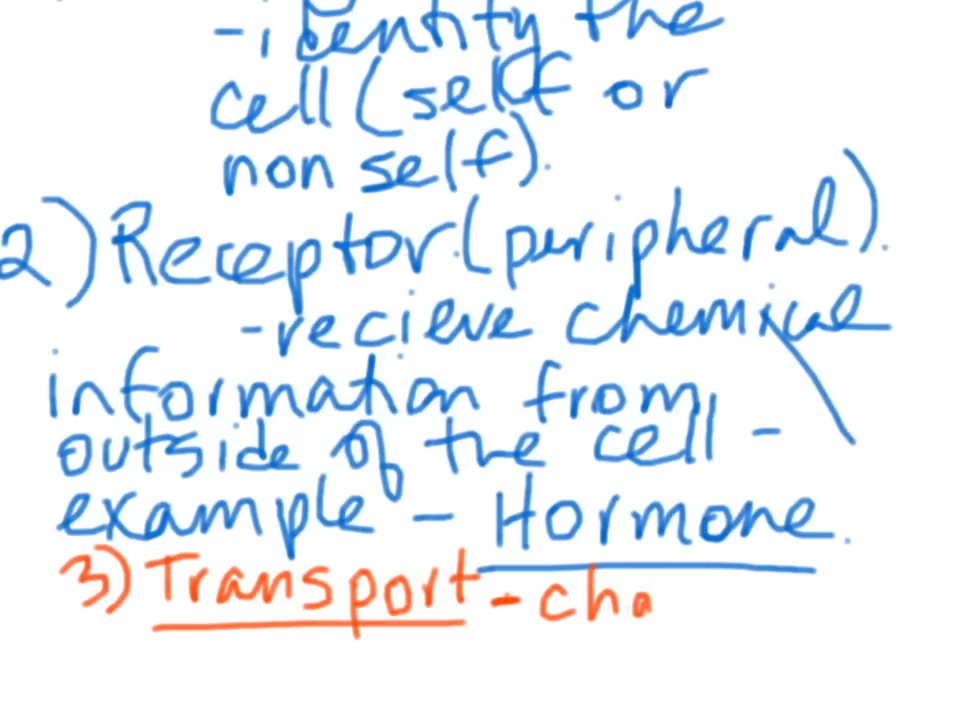 -identity the
cell (self or
non self).
2) Receptor (peripheral).
-recieve chemical
information from
outside of the cell -
example - Hormone.
3) Transport - cha